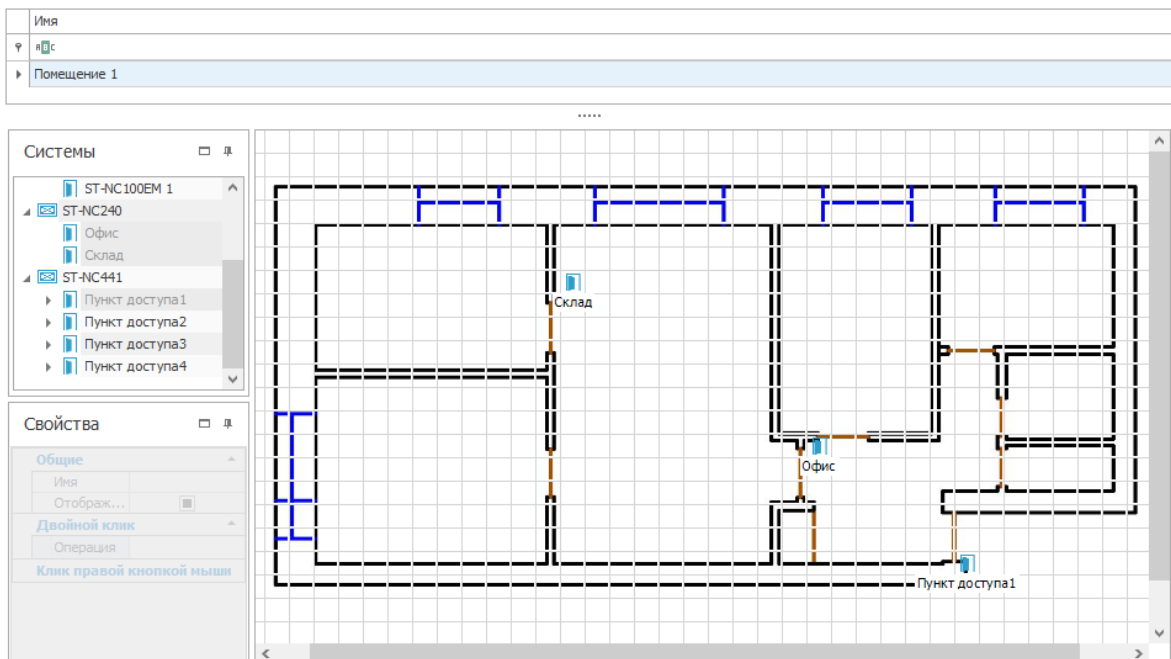 Имя
ABC
Помещение 1
Системы
ST-NC100EM 1
ST-NC240
Офис
Склад
ST-NC441
Пункт доступа1
Пункт доступа2
Пункт доступа3
Пункт доступа4
Свойства
Общие
Имя
Отображ...
Двойной клик
Операция
Клик правой кнопкой мыши
Склад
Офис
Пункт доступа1